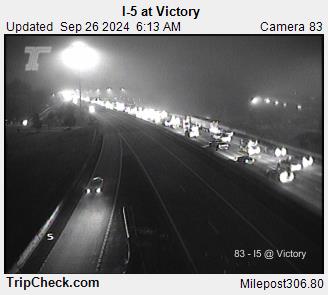 I-5 at Victory
Updated Sep 26 2024 6:13 AM Camera 83
T
S
83 - I5 @ Victory
TripCheck.com Milepost306.80